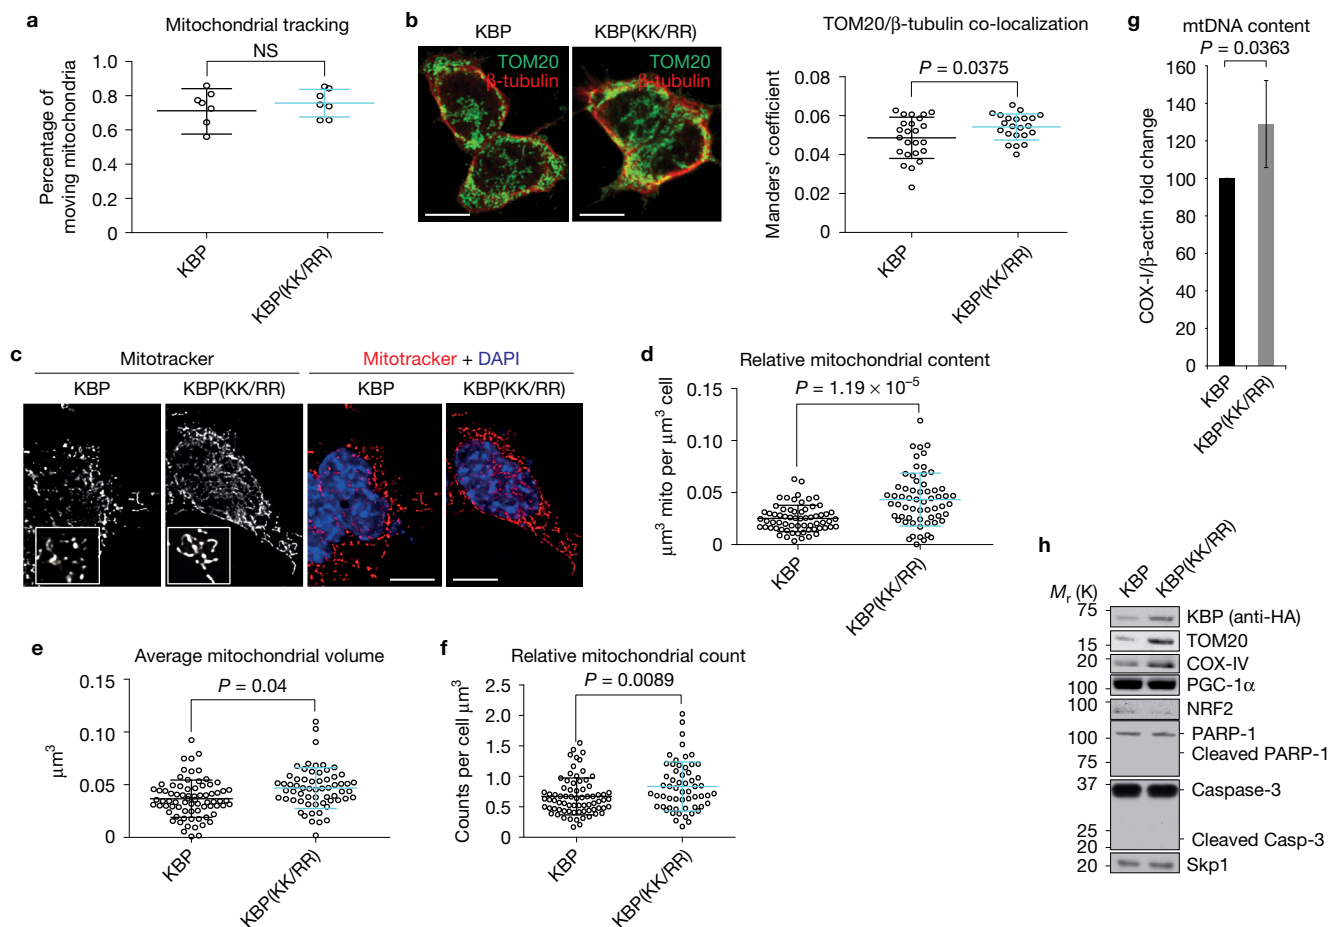 a
Mitochondrial tracking
NS
Percentage of
moving mitochondria
1.0
0.8
0.6
0.4
0.2
0
KBP
KBP(KK/RR)
b
KBP
KBP(KK/RR)
TOM20
β-tubulin
TOM20
β-tubulin
TOM20/β-tubulin co-localization
P = 0.0375
Manders' coefficient
0.08
0.06
0.04
0.02
0
KBP
KBP(KK/RR)
g
mtDNA content
P = 0.0363
COX-I/β-actin fold change
160
140
120
100
80
60
40
20
0
KBP
KBP(KK/RR)
c
Mitotracker
Mitotracker + DAPI
KBP
KBP(KK/RR)
KBP
KBP(KK/RR)
d
Relative mitochondrial content
P = 1.19 × 10⁻⁵
μm³ mito per μm³ cell
0.15
0.10
0.05
0
KBP
KBP(KK/RR)
e
Average mitochondrial volume
P = 0.04
μm³
0.15
0.10
0.05
0
KBP
KBP(KK/RR)
f
Relative mitochondrial count
P = 0.0089
Counts per cell μm³
2.5
2.0
1.5
1.0
0.5
0
KBP
KBP(KK/RR)
h
Mr (K)
KBP
KBP(KK/RR)
75
KBP (anti-HA)
15
TOM20
20
COX-IV
100
PGC-1α
100
NRF2
100
PARP-1
Cleaved PARP-1
75
37
Caspase-3
25
Cleaved Casp-3
20
20
Skp1